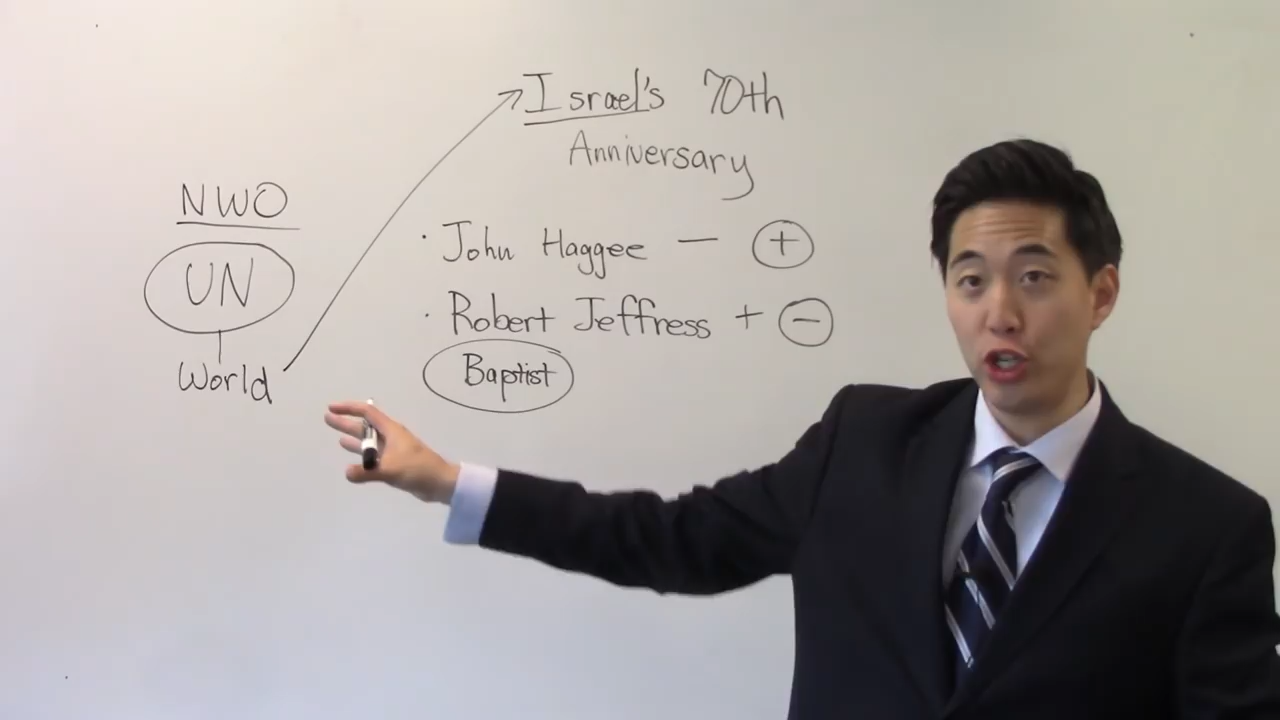 Israel's 70th
Anniversary
NWO
UN
World
· John Haggee — +
· Robert Jeffress + −
Baptist